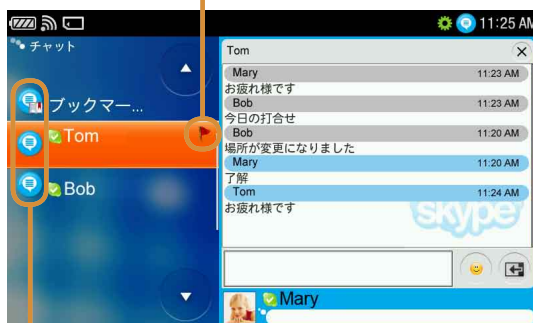 11:25 AM
チャット
ブックマー...
Tom
Bob
Tom
Mary 11:23 AM
お疲れ様です
Bob 11:23 AM
今日の打合せ
Bob 11:20 AM
場所が変更になりました
Mary 11:20 AM
了解
Tom 11:24 AM
お疲れ様です
skype
Mary